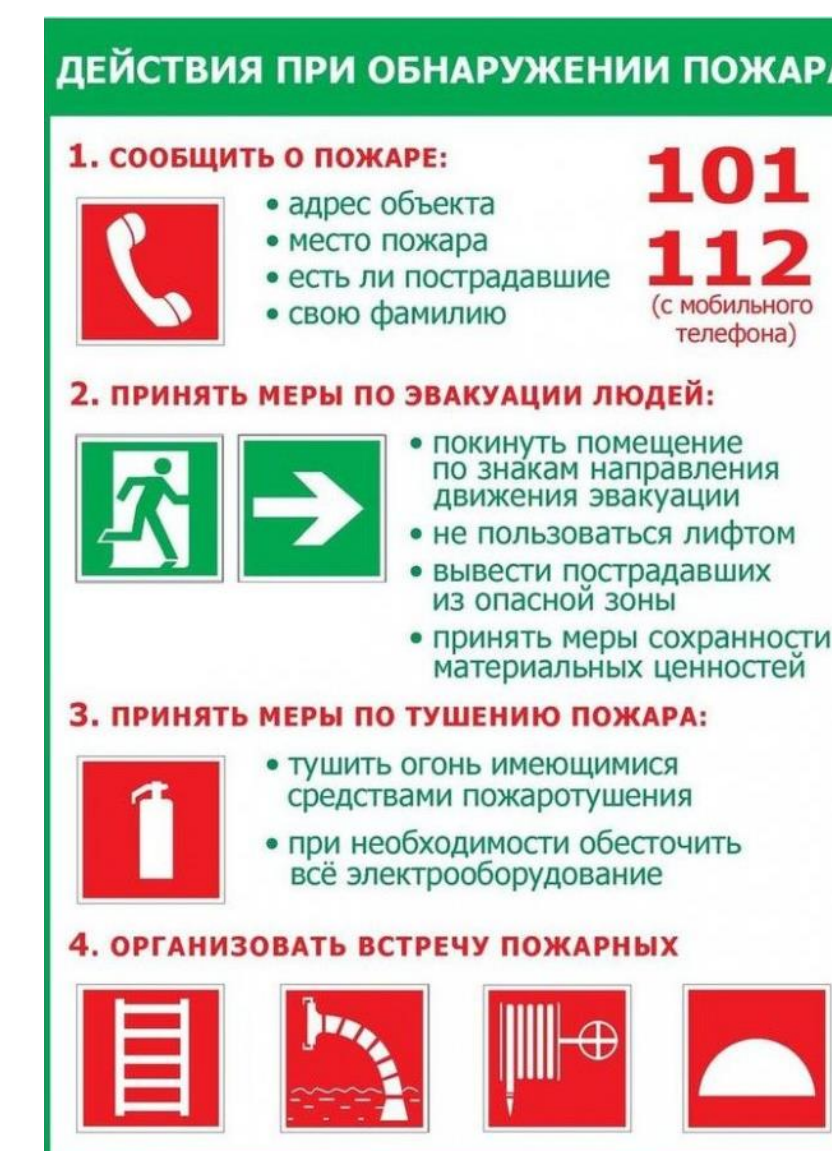 ДЕЙСТВИЯ ПРИ ОБНАРУЖЕНИИ ПОЖАРА
1. СООБЩИТЬ О ПОЖАРЕ:
• адрес объекта
• место пожара
• есть ли пострадавшие
• свою фамилию
101
112
(с мобильного
телефона)
2. ПРИНЯТЬ МЕРЫ ПО ЭВАКУАЦИИ ЛЮДЕЙ:
• покинуть помещение
по знакам направления
движения эвакуации
• не пользоваться лифтом
• вывести пострадавших
из опасной зоны
• принять меры сохранности
материальных ценностей
3. ПРИНЯТЬ МЕРЫ ПО ТУШЕНИЮ ПОЖАРА:
• тушить огонь имеющимися
средствами пожаротушения
• при необходимости обесточить
всё электрооборудование
4. ОРГАНИЗОВАТЬ ВСТРЕЧУ ПОЖАРНЫХ